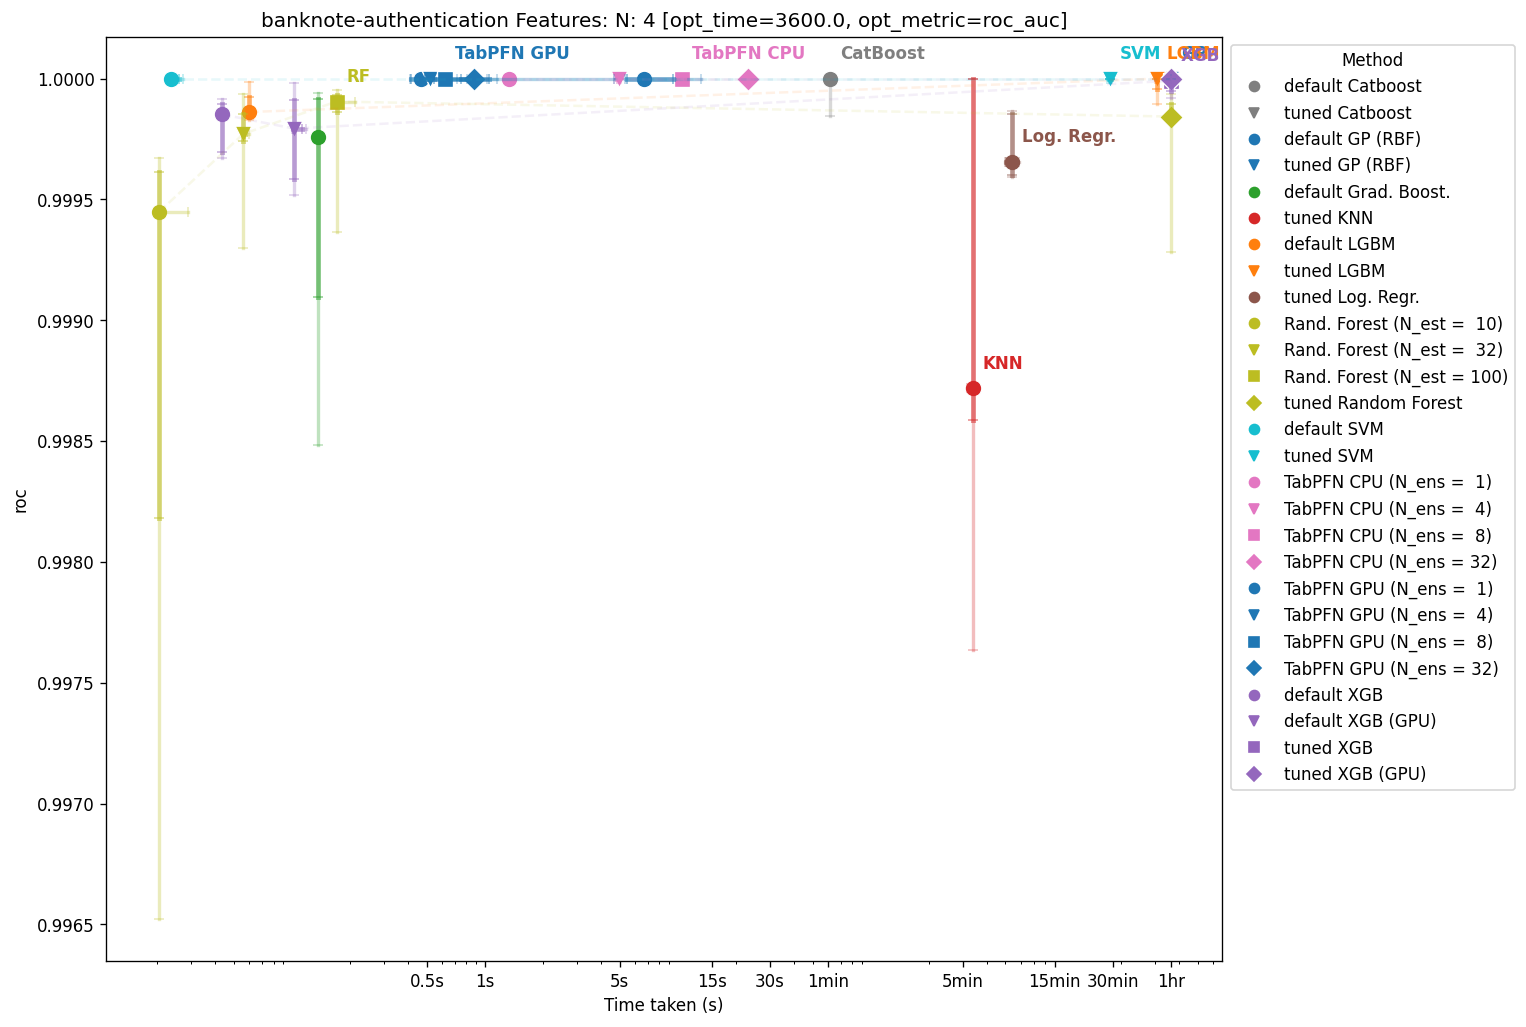 banknote-authentication Features: N: 4 [opt_time=3600.0, opt_metric=roc_auc]
TabPFN GPU
TabPFN CPU
CatBoost
SVM
XGB
RF
Log. Regr.
KNN
1.0000
0.9995
0.9990
0.9985
0.9980
0.9975
0.9970
0.9965
roc
0.5s 1s 5s 15s 30s 1min 5min 15min 30min 1hr
Time taken (s)
Method
default Catboost
tuned Catboost
default GP (RBF)
tuned GP (RBF)
default Grad. Boost.
tuned KNN
default LGBM
tuned LGBM
tuned Log. Regr.
Rand. Forest (N_est =  10)
Rand. Forest (N_est =  32)
Rand. Forest (N_est = 100)
tuned Random Forest
default SVM
tuned SVM
TabPFN CPU (N_ens =  1)
TabPFN CPU (N_ens =  4)
TabPFN CPU (N_ens =  8)
TabPFN CPU (N_ens = 32)
TabPFN GPU (N_ens =  1)
TabPFN GPU (N_ens =  4)
TabPFN GPU (N_ens =  8)
TabPFN GPU (N_ens = 32)
default XGB
default XGB (GPU)
tuned XGB
tuned XGB (GPU)